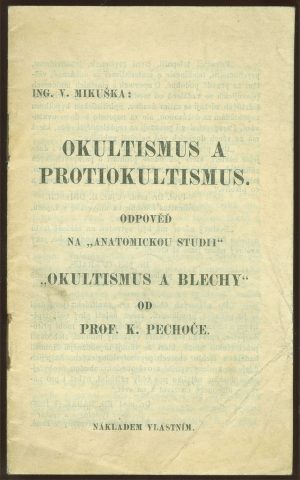 ING. V. MIKUŠKA:
OKULTISMUS A
PROTIOKULTISMUS.
ODPOVĚĎ
NA „ANATOMICKOU STUDII“
„OKULTISMUS A BLECHY“
OD
PROF. K. PECHOČE.
NÁKLADEM VLASTNÍM.